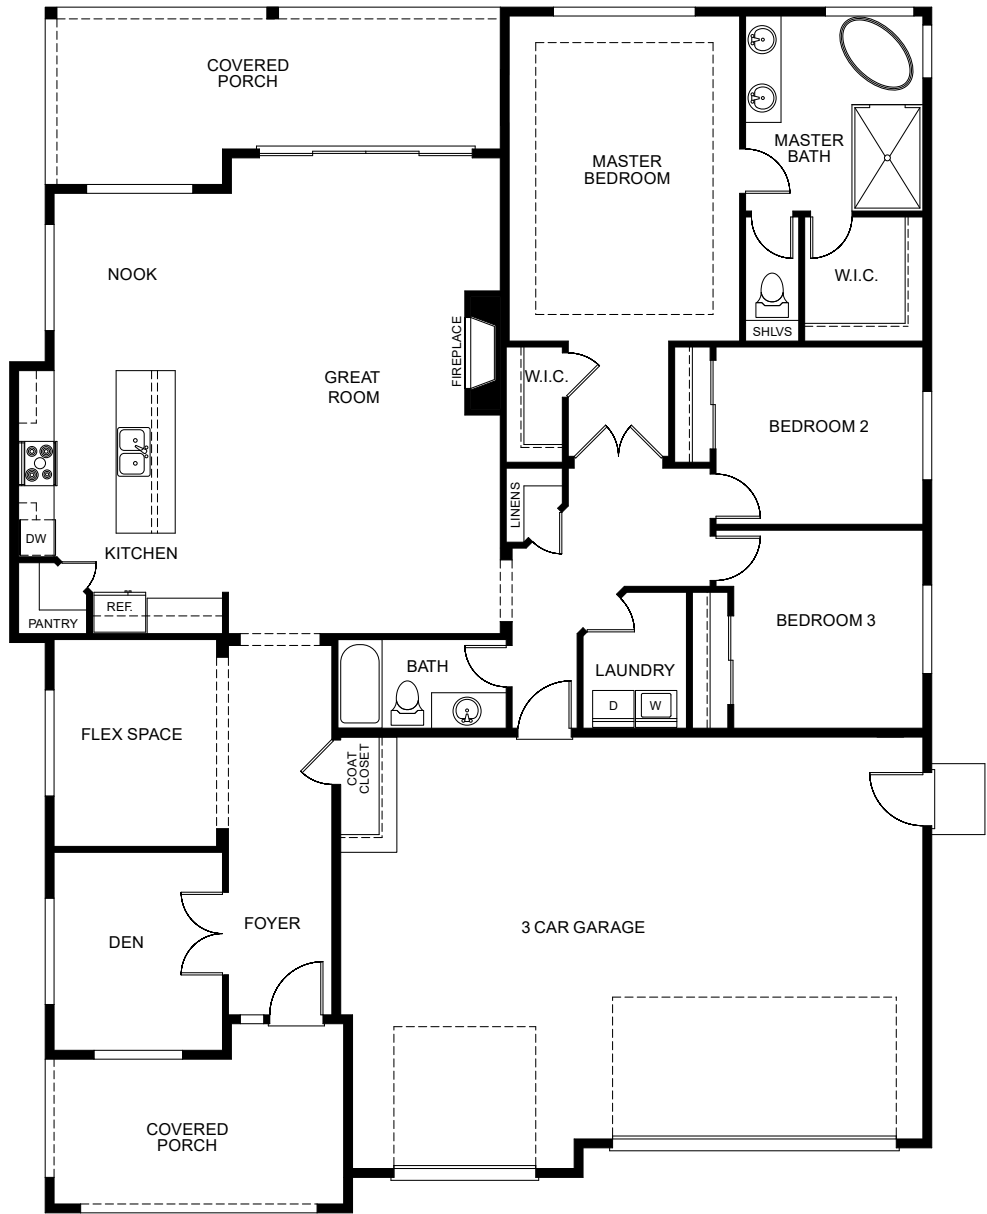 COVERED
PORCH
MASTER
BEDROOM
MASTER
BATH
NOOK
W.I.C.
SHLVS
FIREPLACE
GREAT
ROOM
W.I.C.
BEDROOM 2
LINENS
DW
KITCHEN
REF.
PANTRY
BEDROOM 3
BATH
LAUNDRY
D
W
FLEX SPACE
COAT
CLOSET
FOYER
DEN
3 CAR GARAGE
COVERED
PORCH